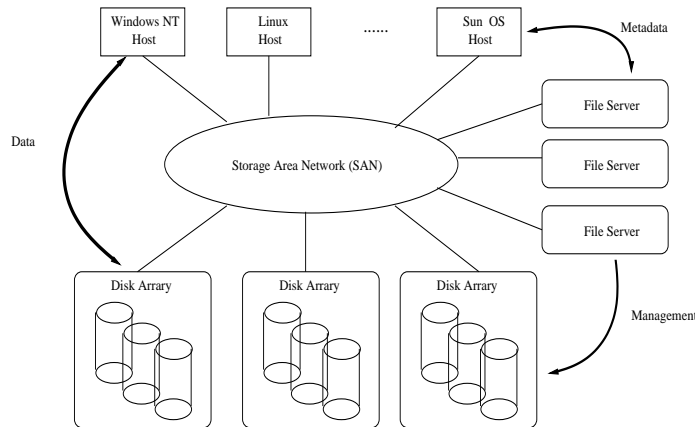 Windows NT
Host
Linux
Host
......
Sun OS
Host
Metadata
File Server
Data
File Server
Storage Area Network (SAN)
File Server
Disk Arrary
Disk Arrary
Disk Arrary
Management